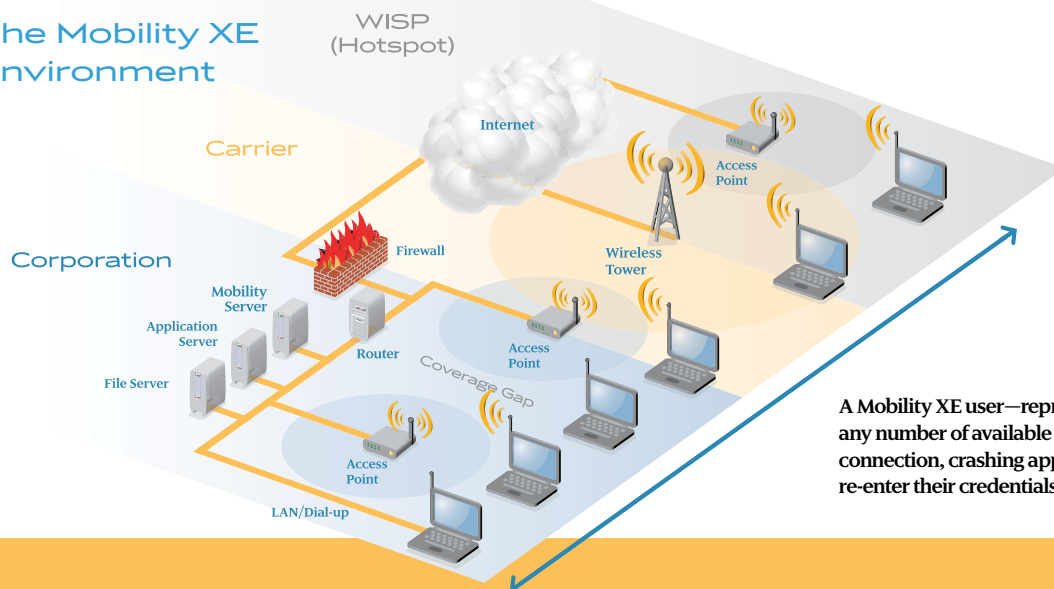 he Mobility XE
nvironment
WISP
(Hotspot)
Internet
Access
Point
Carrier
Wireless
Tower
Firewall
Corporation
Mobility
Server
Application
Server
File Server
Router
Access
Point
Coverage Gap
Access
Point
LAN/Dial-up
A Mobility XE user—repr
any number of available
connection, crashing app
re-enter their credentials